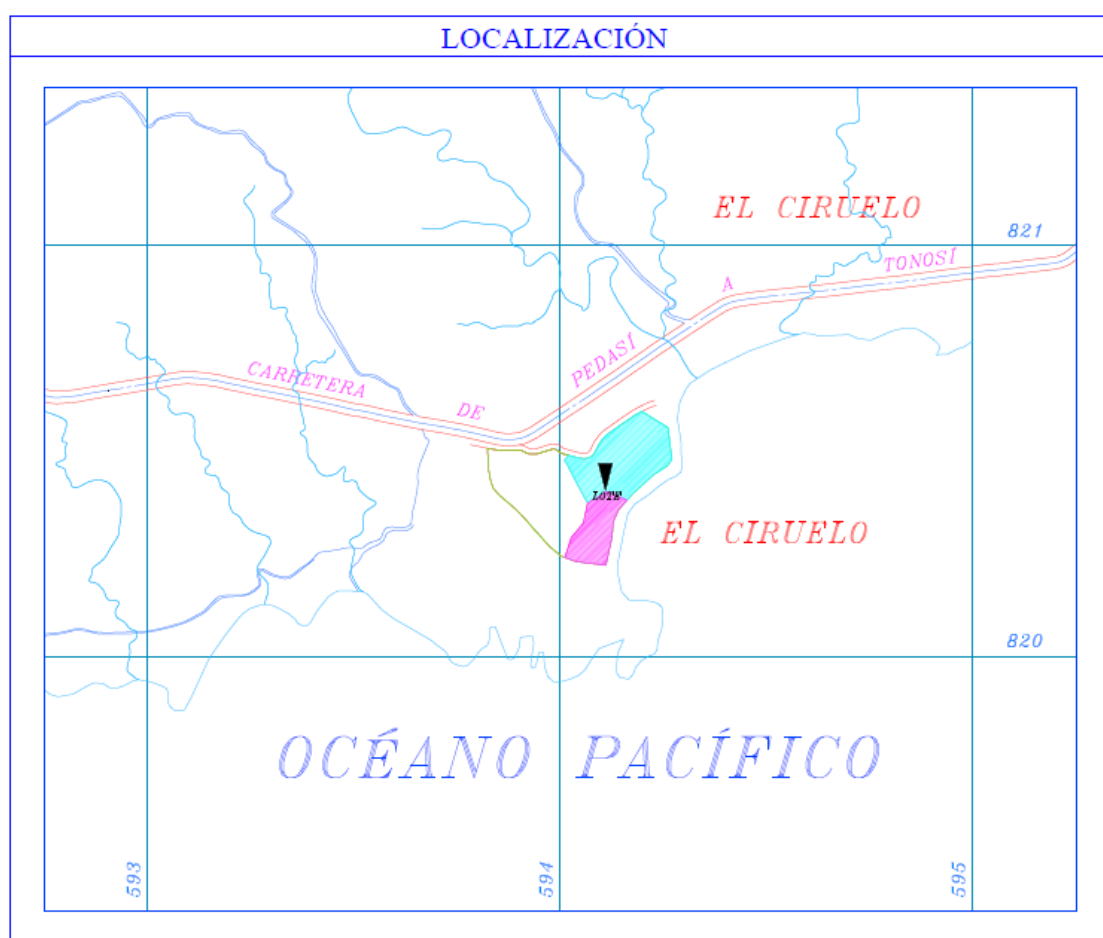 LOCALIZACIÓN
EL CIRUELO
821
TONOSÍ
A
PEDASÍ
CARRETERA
DE
LOTE
EL CIRUELO
820
OCÉANO PACÍFICO
593
594
595